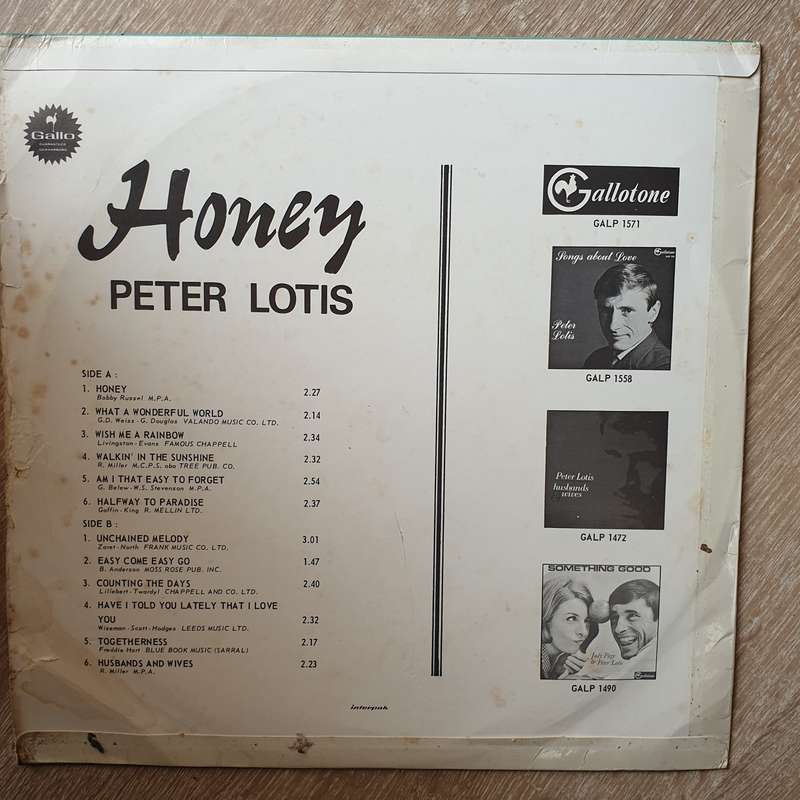 Gallo
GUARANTEED
Honey
PETER LOTIS
SIDE A :
1. HONEY 2.27
Bobby Russel M.P.A.
2. WHAT A WONDERFUL WORLD 2.14
G.D. Weiss-G. Douglas VALANDO MUSIC CO. LTD.
3. WISH ME A RAINBOW 2.34
Livingston-Evans FAMOUS CHAPPELL
4. WALKIN' IN THE SUNSHINE 2.32
R. Miller M.C.P.S. obo TREE PUB. CO.
5. AM I THAT EASY TO FORGET 2.54
G. Belew-W.S. Stevenson M.P.A.
6. HALFWAY TO PARADISE 2.37
Goffin-King R. MELLIN LTD.
SIDE B :
1. UNCHAINED MELODY 3.01
Zaret-North FRANK MUSIC CO. LTD.
2. EASY COME EASY GO 1.47
B. Anderson MOSS ROSE PUB. INC.
3. COUNTING THE DAYS 2.40
Lillebert-Twardyl CHAPPELL AND CO. LTD.
4. HAVE I TOLD YOU LATELY THAT I LOVE
YOU 2.32
Wiseman-Scott-Hodges LEEDS MUSIC LTD.
5. TOGETHERNESS 2.17
Freddie Hart BLUE BOOK MUSIC (SARRAL)
6. HUSBANDS AND WIVES 2.23
R. Miller M.P.A.
interpak
Gallotone
GALP 1571
Songs about Love
Peter
Lotis
GALP 1558
Peter Lotis
husbands
wives
GALP 1472
SOMETHING GOOD
Judy Page
& Peter Lotis
GALP 1490